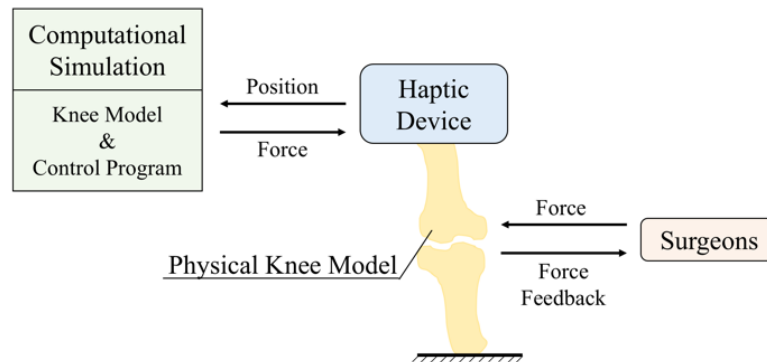 Computational
Simulation
Knee Model
&
Control Program
Position
Force
Haptic
Device
Physical Knee Model
Force
Force
Feedback
Surgeons